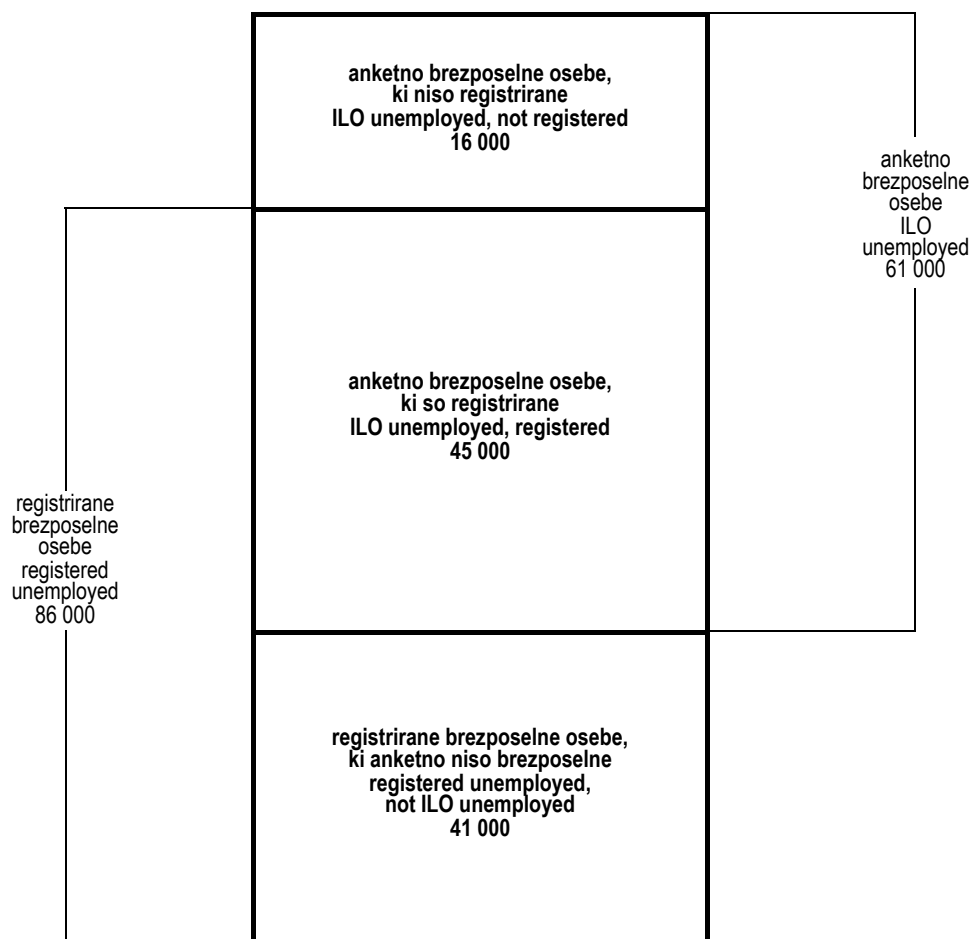 anketno brezposelne osebe,
ki niso registrirane
ILO unemployed, not registered
16 000
anketno
brezposelne
osebe
ILO
unemployed
61 000
anketno brezposelne osebe,
ki so registrirane
ILO unemployed, registered
45 000
registrirane
brezposelne
osebe
registered
unemployed
86 000
registrirane brezposelne osebe,
ki anketno niso brezposelne
registered unemployed,
not ILO unemployed
41 000